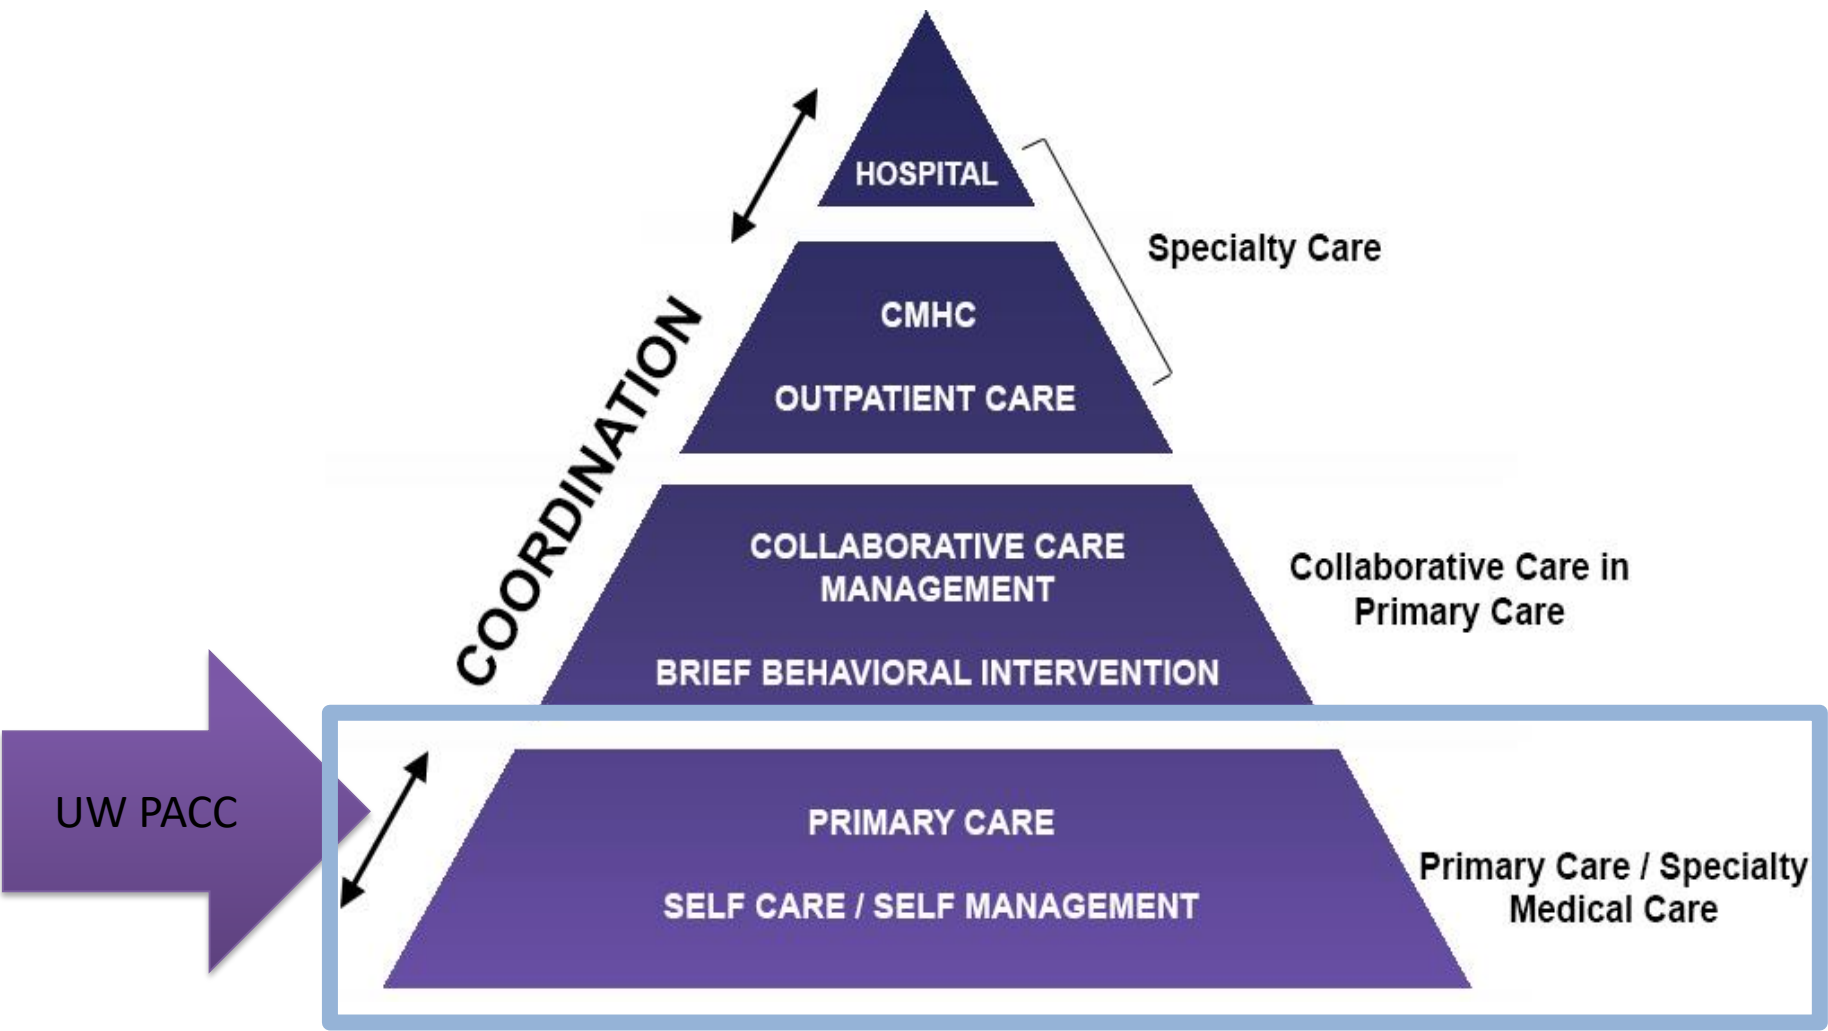 HOSPITAL
Specialty Care
CMHC
OUTPATIENT CARE
COORDINATION
COLLABORATIVE CARE
MANAGEMENT
BRIEF BEHAVIORAL INTERVENTION
Collaborative Care in
Primary Care
UW PACC
PRIMARY CARE
SELF CARE / SELF MANAGEMENT
Primary Care / Specialty
Medical Care